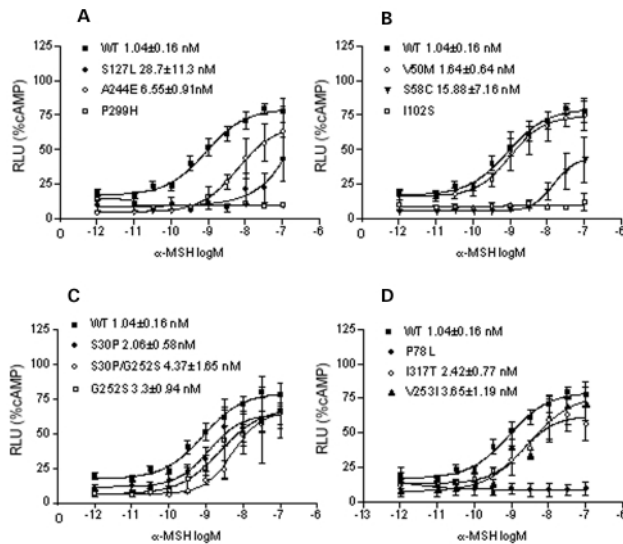 A
WT 1.04±0.16 nM
S127L 28.7±11.3 nM
A244E 6.55±0.91nM
P299H
RLU (%cAMP)
125
100
75
50
25
0
0
-12 -11 -10 -9 -8 -7 -6
α-MSH logM
B
WT 1.04±0.16 nM
V50M 1.64±0.64 nM
S58C 15.88±7.16 nM
I102S
RLU (%cAMP)
125
100
75
50
25
0
0
-12 -11 -10 -9 -8 -7 -6
α-MSH logM
C
WT 1.04±0.16 nM
S30P 2.06±0.58nM
S30P/G252S 4.37±1.65 nM
G252S 3.3±0.94 nM
RLU (%cAMP)
125
100
75
50
25
0
0
-12 -11 -10 -9 -8 -7 -6
α-MSH logM
D
WT 1.04±0.16 nM
P78L
I317T 2.42±0.77 nM
V253I 3.65±1.19 nM
RLU (%cAMP)
125
100
75
50
25
0
-13 -12 -11 -10 -9 -8 -7 -6
α-MSH logM